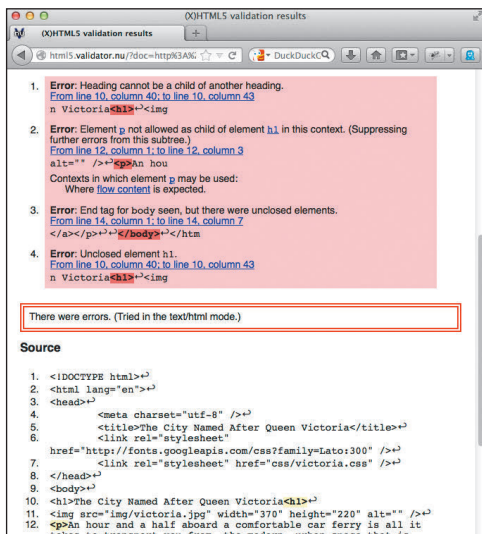 (X)HTML5 validation results
(X)HTML5 validation results
html5.validator.nu/?doc=http%3A%
DuckDuckG
1. Error: Heading cannot be a child of another heading.
From line 10, column 40; to line 10, column 43
n Victoria<h1>↩<img
2. Error: Element p not allowed as child of element h1 in this context. (Suppressing
further errors from this subtree.)
From line 12, column 1; to line 12, column 3
alt="" />↩<p>An hou
Contexts in which element p may be used:
Where flow content is expected.
3. Error: End tag for body seen, but there were unclosed elements.
From line 14, column 1; to line 14, column 7
</a></p>↩↩</body>↩</htm
4. Error: Unclosed element h1.
From line 10, column 40; to line 10, column 43
n Victoria<h1>↩<img
There were errors. (Tried in the text/html mode.)
Source
1. <!DOCTYPE html>↩
2. <html lang="en">↩
3. <head>↩
4. <meta charset="utf-8" />↩
5. <title>The City Named After Queen Victoria</title>↩
6. <link rel="stylesheet"
href="http://fonts.googleapis.com/css?family=Lato:300" />↩
7. <link rel="stylesheet" href="css/victoria.css" />↩
8. </head>↩
9. <body>↩
10. <h1>The City Named After Queen Victoria<h1>↩
11. <img src="img/victoria.jpg" width="370" height="220" alt="" />↩
12. <p>An hour and a half aboard a comfortable car ferry is all it